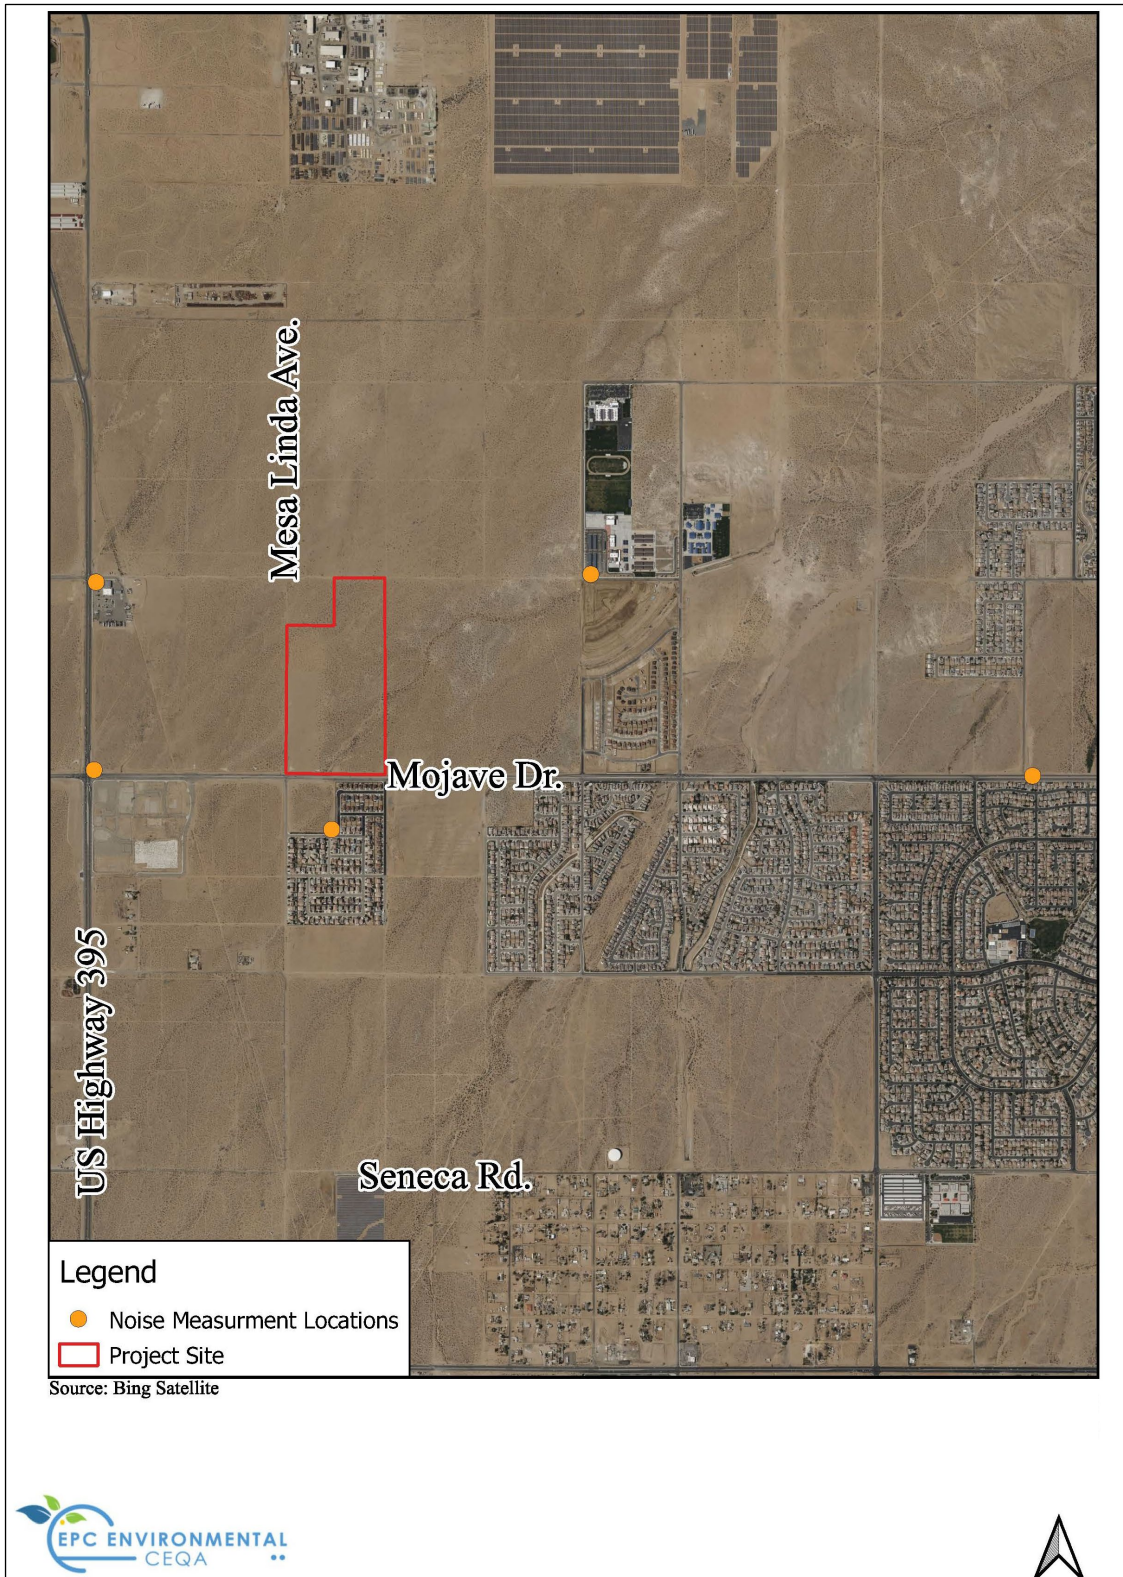 Mesa Linda Ave.
Mojave Dr.
US Highway 395
Seneca Rd.
Legend
Noise Measurment Locations
Project Site
Source: Bing Satellite
EPC ENVIRONMENTAL
CEQA